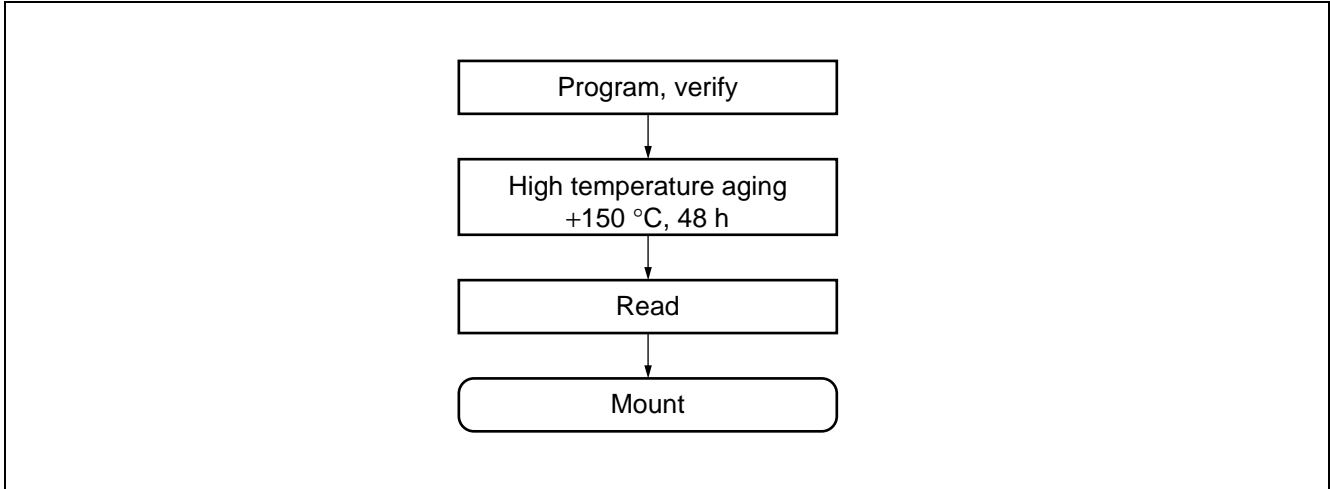 Program, verify
High temperature aging
+150 °C, 48 h
Read
Mount